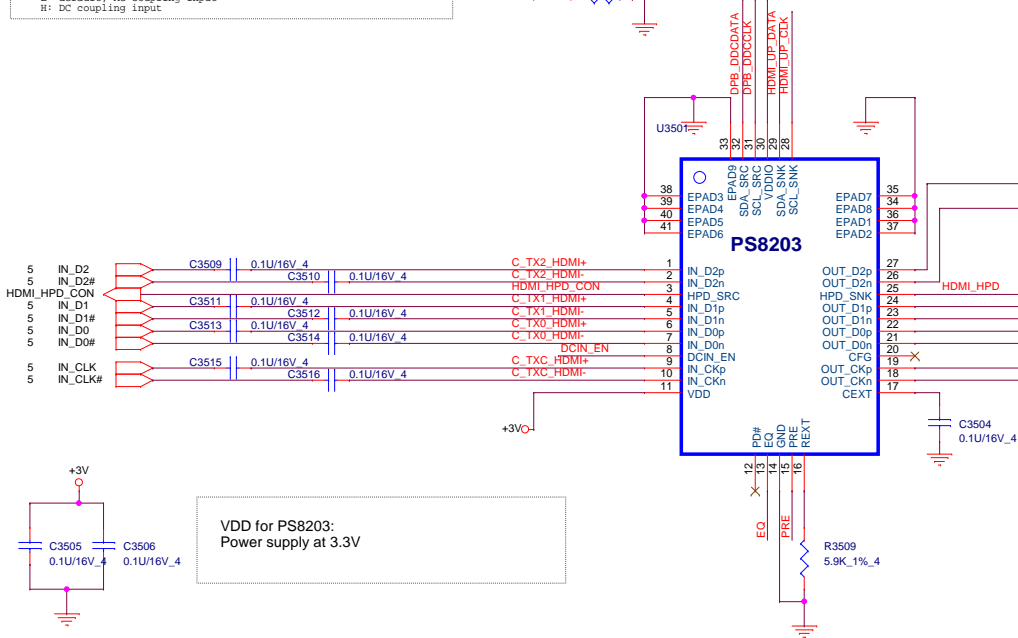 H: DC coupling input
DPB_DDCDATA
DPB_DDCCLK
HDMI_UP_DATA
HDMI_UP_CLK
U3501
33
32
31
30
29
28
EPAD9
SDA_SRC
SCL_SRC
VDDIO
SDA_SNK
SCL_SNK
38 EPAD3
39 EPAD4
40 EPAD5
41 EPAD6
EPAD7 35
EPAD8 34
EPAD1 36
EPAD2 37
PS8203
5 IN_D2 C3509 0.1U/16V_4 C_TX2_HDMI+ 1 IN_D2p OUT_D2p 27
5 IN_D2# C3510 0.1U/16V_4 C_TX2_HDMI- 2 IN_D2n OUT_D2n 26
HDMI_HPD_CON HDMI_HPD_CON 3 HPD_SRC HPD_SNK 25 HDMI_HPD
5 IN_D1 C3511 0.1U/16V_4 C_TX1_HDMI+ 4 IN_D1p OUT_D1p 24
5 IN_D1# C3512 0.1U/16V_4 C_TX1_HDMI- 5 IN_D1n OUT_D1n 23
5 IN_D0 C3513 0.1U/16V_4 C_TX0_HDMI+ 6 IN_D0p OUT_D0p 22
5 IN_D0# C3514 0.1U/16V_4 C_TX0_HDMI- 7 IN_D0n OUT_D0n 21
DCIN_EN 8 DCIN_EN CFG 20
5 IN_CLK C3515 0.1U/16V_4 C_TXC_HDMI+ 9 IN_CKp OUT_CKp 19
5 IN_CLK# C3516 0.1U/16V_4 C_TXC_HDMI- 10 IN_CKn OUT_CKn 18
11 VDD CEXT 17
+3V
C3504
0.1U/16V_4
PD#
EQ
GND
PRE
REXT
12
13
14
15
16
EQ
PRE
R3509
5.9K_1%_4
+3V
C3505
0.1U/16V_4
C3506
0.1U/16V_4
VDD for PS8203:
Power supply at 3.3V